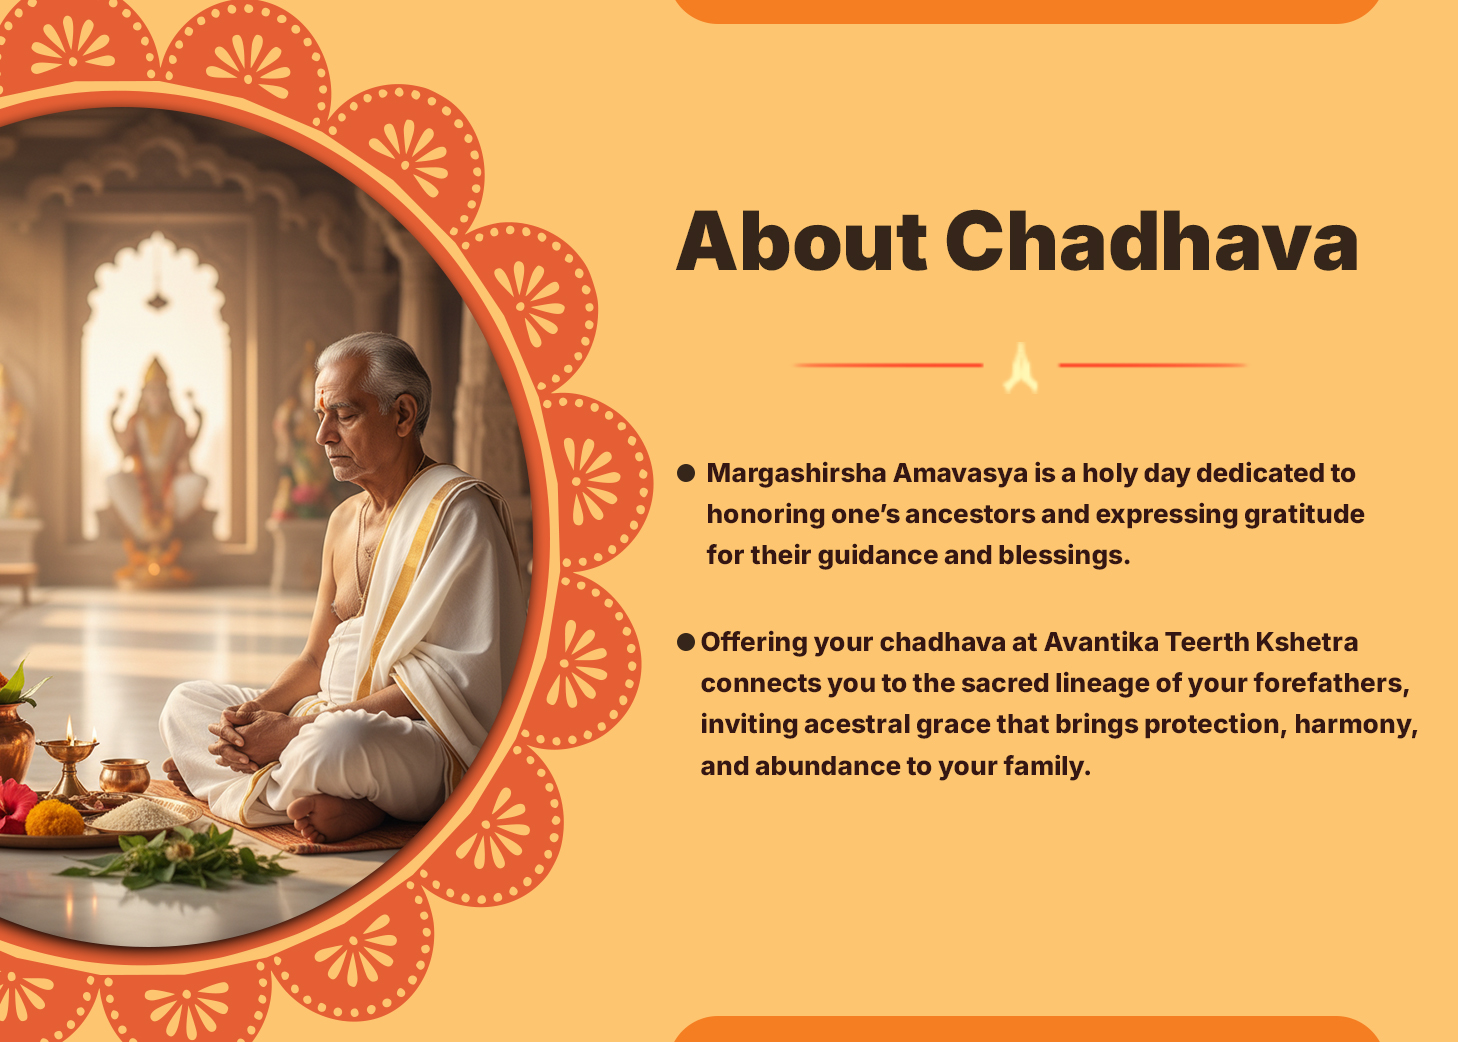 About Chadhava
● Margashirsha Amavasya is a holy day dedicated to
honoring one’s ancestors and expressing gratitude
for their guidance and blessings.
● Offering your chadhava at Avantika Teerth Kshetra
connects you to the sacred lineage of your forefathers,
inviting acestral grace that brings protection, harmony,
and abundance to your family.